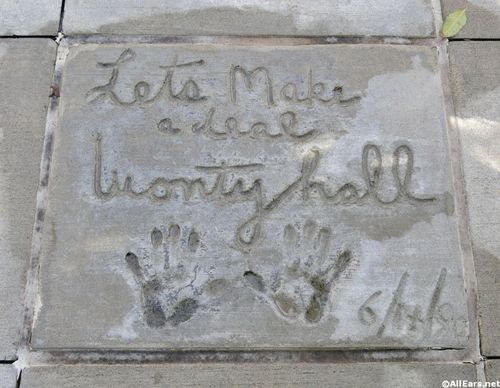 Lets Make
a deal
Monty hall
©AllEars.net